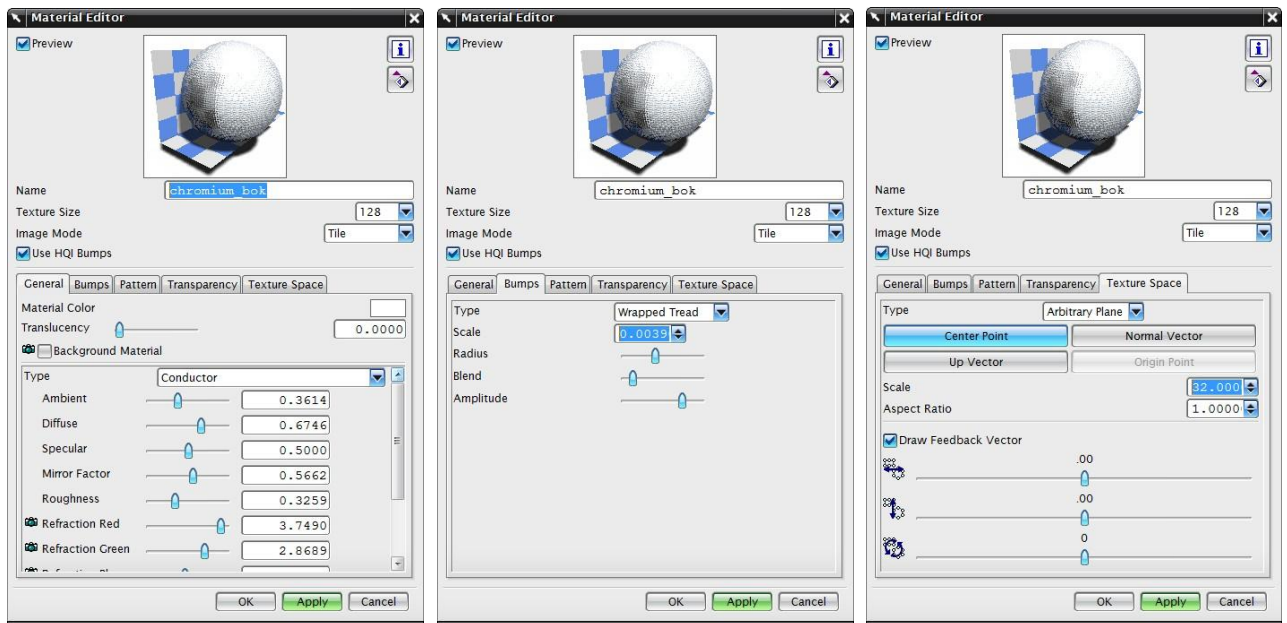 Material Editor
Preview
Name chromium_bok
Texture Size 128
Image Mode Tile
Use HQI Bumps
General Bumps Pattern Transparency Texture Space
Material Color
Translucency 0.0000
Background Material
Type Conductor
Ambient 0.3614
Diffuse 0.6746
Specular 0.5000
Mirror Factor 0.5662
Roughness 0.3259
Refraction Red 3.7490
Refraction Green 2.8689
OK Apply Cancel
Material Editor
Preview
Name chromium_bok
Texture Size 128
Image Mode Tile
Use HQI Bumps
General Bumps Pattern Transparency Texture Space
Type Wrapped Tread
Scale 0.0039
Radius
Blend
Amplitude
OK Apply Cancel
Material Editor
Preview
Name chromium_bok
Texture Size 128
Image Mode Tile
Use HQI Bumps
General Bumps Pattern Transparency Texture Space
Type Arbitrary Plane
Center Point Normal Vector
Up Vector Origin Point
Scale 32.000
Aspect Ratio 1.0000
Draw Feedback Vector
.00
.00
0
OK Apply Cancel